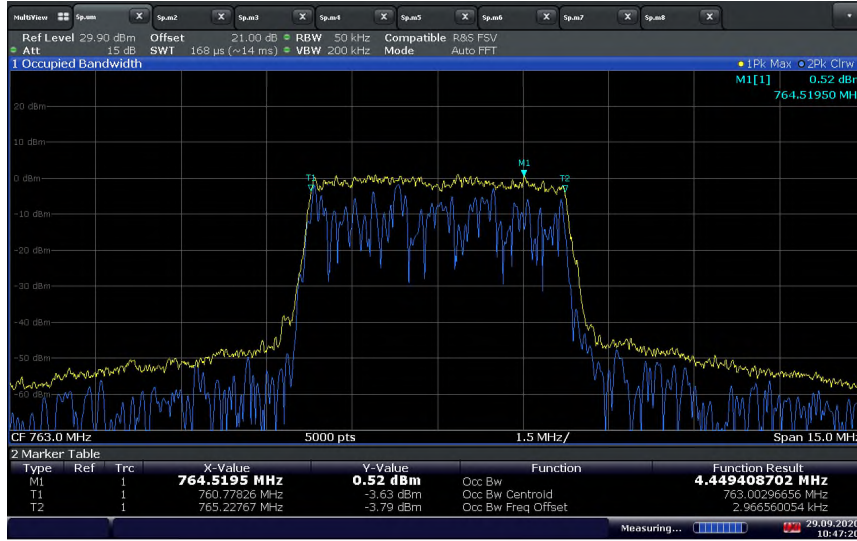 MultiView Sp.um X Sp.m2 X Sp.m3 X Sp.m4 X Sp.m5 X Sp.m6 X Sp.m7 X Sp.m8 X
Ref Level 29.90 dBm Offset 21.00 dB RBW 50 kHz Compatible R&S FSV
Att 15 dB SWT 168 µs (~14 ms) VBW 200 kHz Mode Auto FFT
1 Occupied Bandwidth 1Pk Max 2Pk Clrw
M1[1] 0.52 dBm
764.51950 MH
20 dBm
10 dBm
M1
0 dBm T1 T2
-10 dBm
-20 dBm
-30 dBm
-40 dBm
-50 dBm
-60 dBm
CF 763.0 MHz 5000 pts 1.5 MHz/ Span 15.0 MHz
2 Marker Table
Type Ref Trc X-Value Y-Value Function Function Result
M1 1 764.5195 MHz 0.52 dBm Occ Bw 4.449408702 MHz
T1 1 760.77826 MHz -3.63 dBm Occ Bw Centroid 763.00296656 MHz
T2 1 765.22767 MHz -3.79 dBm Occ Bw Freq Offset 2.966560054 kHz
Measuring... 29.09.2020
10:47:20